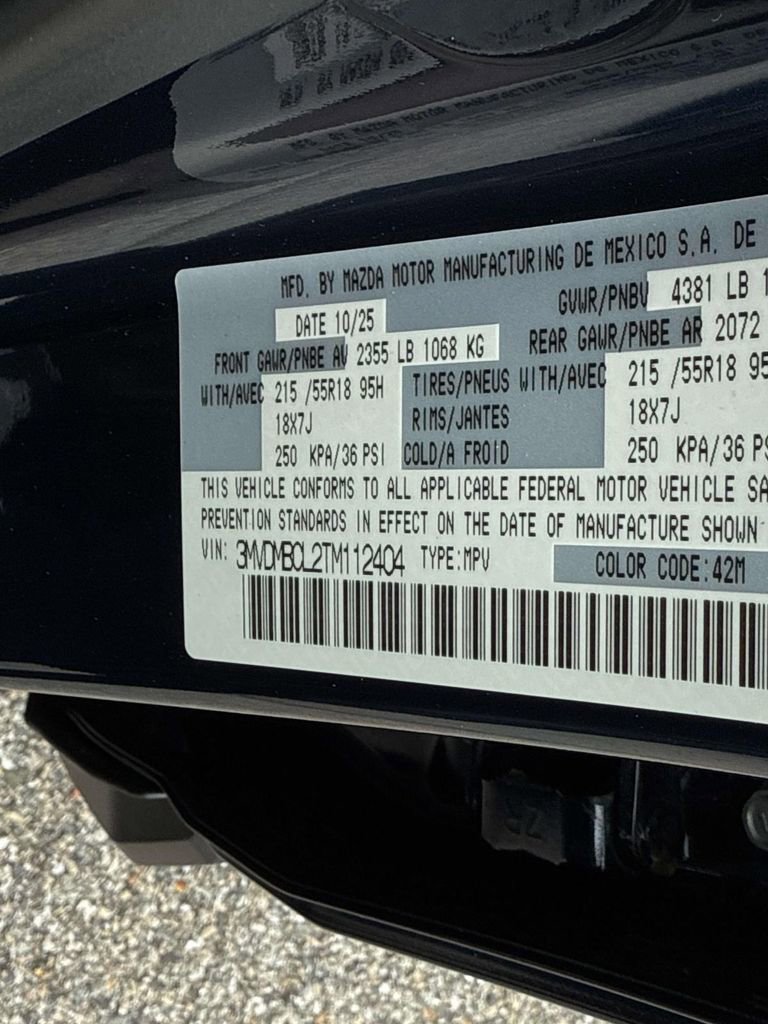 MFD. BY MAZDA MOTOR MANUFACTURING DE MEXICO S.A. DE
GVWR/PNBV 4381 LB
DATE 10/25
FRONT GAWR/PNBE AV 2355 LB 1068 KG REAR GAWR/PNBE AR 2072
WITH/AVEC 215 /55R18 95H TIRES/PNEUS WITH/AVEC 215 /55R18 95
18X7J RIMS/JANTES 18X7J
250 KPA/36 PSI COLD/A FROID 250 KPA/36 PS
THIS VEHICLE CONFORMS TO ALL APPLICABLE FEDERAL MOTOR VEHICLE SA
PREVENTION STANDARDS IN EFFECT ON THE DATE OF MANUFACTURE SHOWN
VIN: 3MVDMBCL2TM112404 TYPE:MPV COLOR CODE:42M